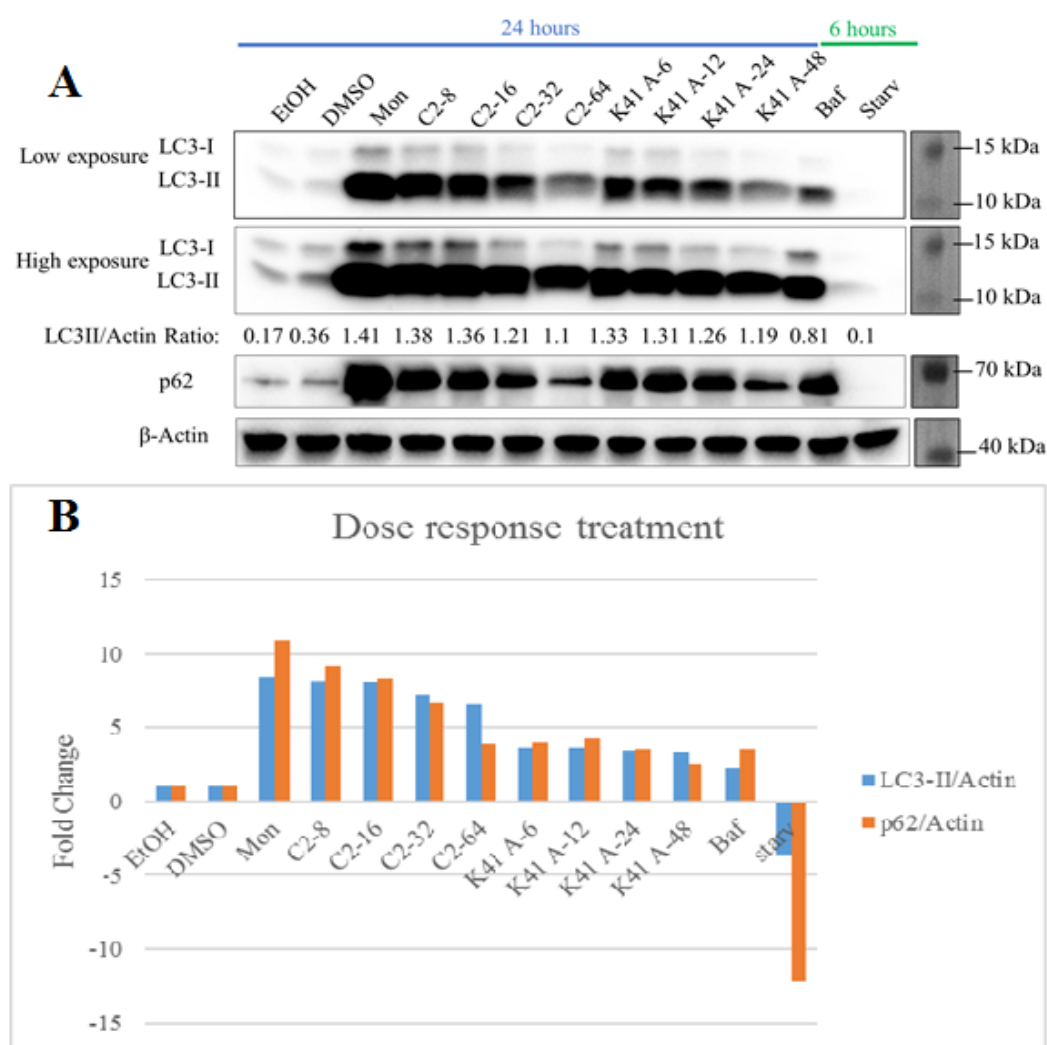 24 hours 6 hours
A
EtOH DMSO Mon C2-8 C2-16 C2-32 C2-64 K41 A-6 K41 A-12 K41 A-24 K41 A-48 Baf Starv
Low exposure LC3-I 15 kDa
LC3-II 10 kDa
High exposure LC3-I 15 kDa
LC3-II 10 kDa
LC3II/Actin Ratio: 0.17 0.36 1.41 1.38 1.36 1.21 1.1 1.33 1.31 1.26 1.19 0.81 0.1
p62 70 kDa
β-Actin 40 kDa
B
Dose response treatment
15
10
5
0
-5
-10
-15
Fold Change
EtOH DMSO Mon C2-8 C2-16 C2-32 C2-64 K41 A-6 K41 A-12 K41 A-24 K41 A-48 Baf starv
LC3-II/Actin
p62/Actin